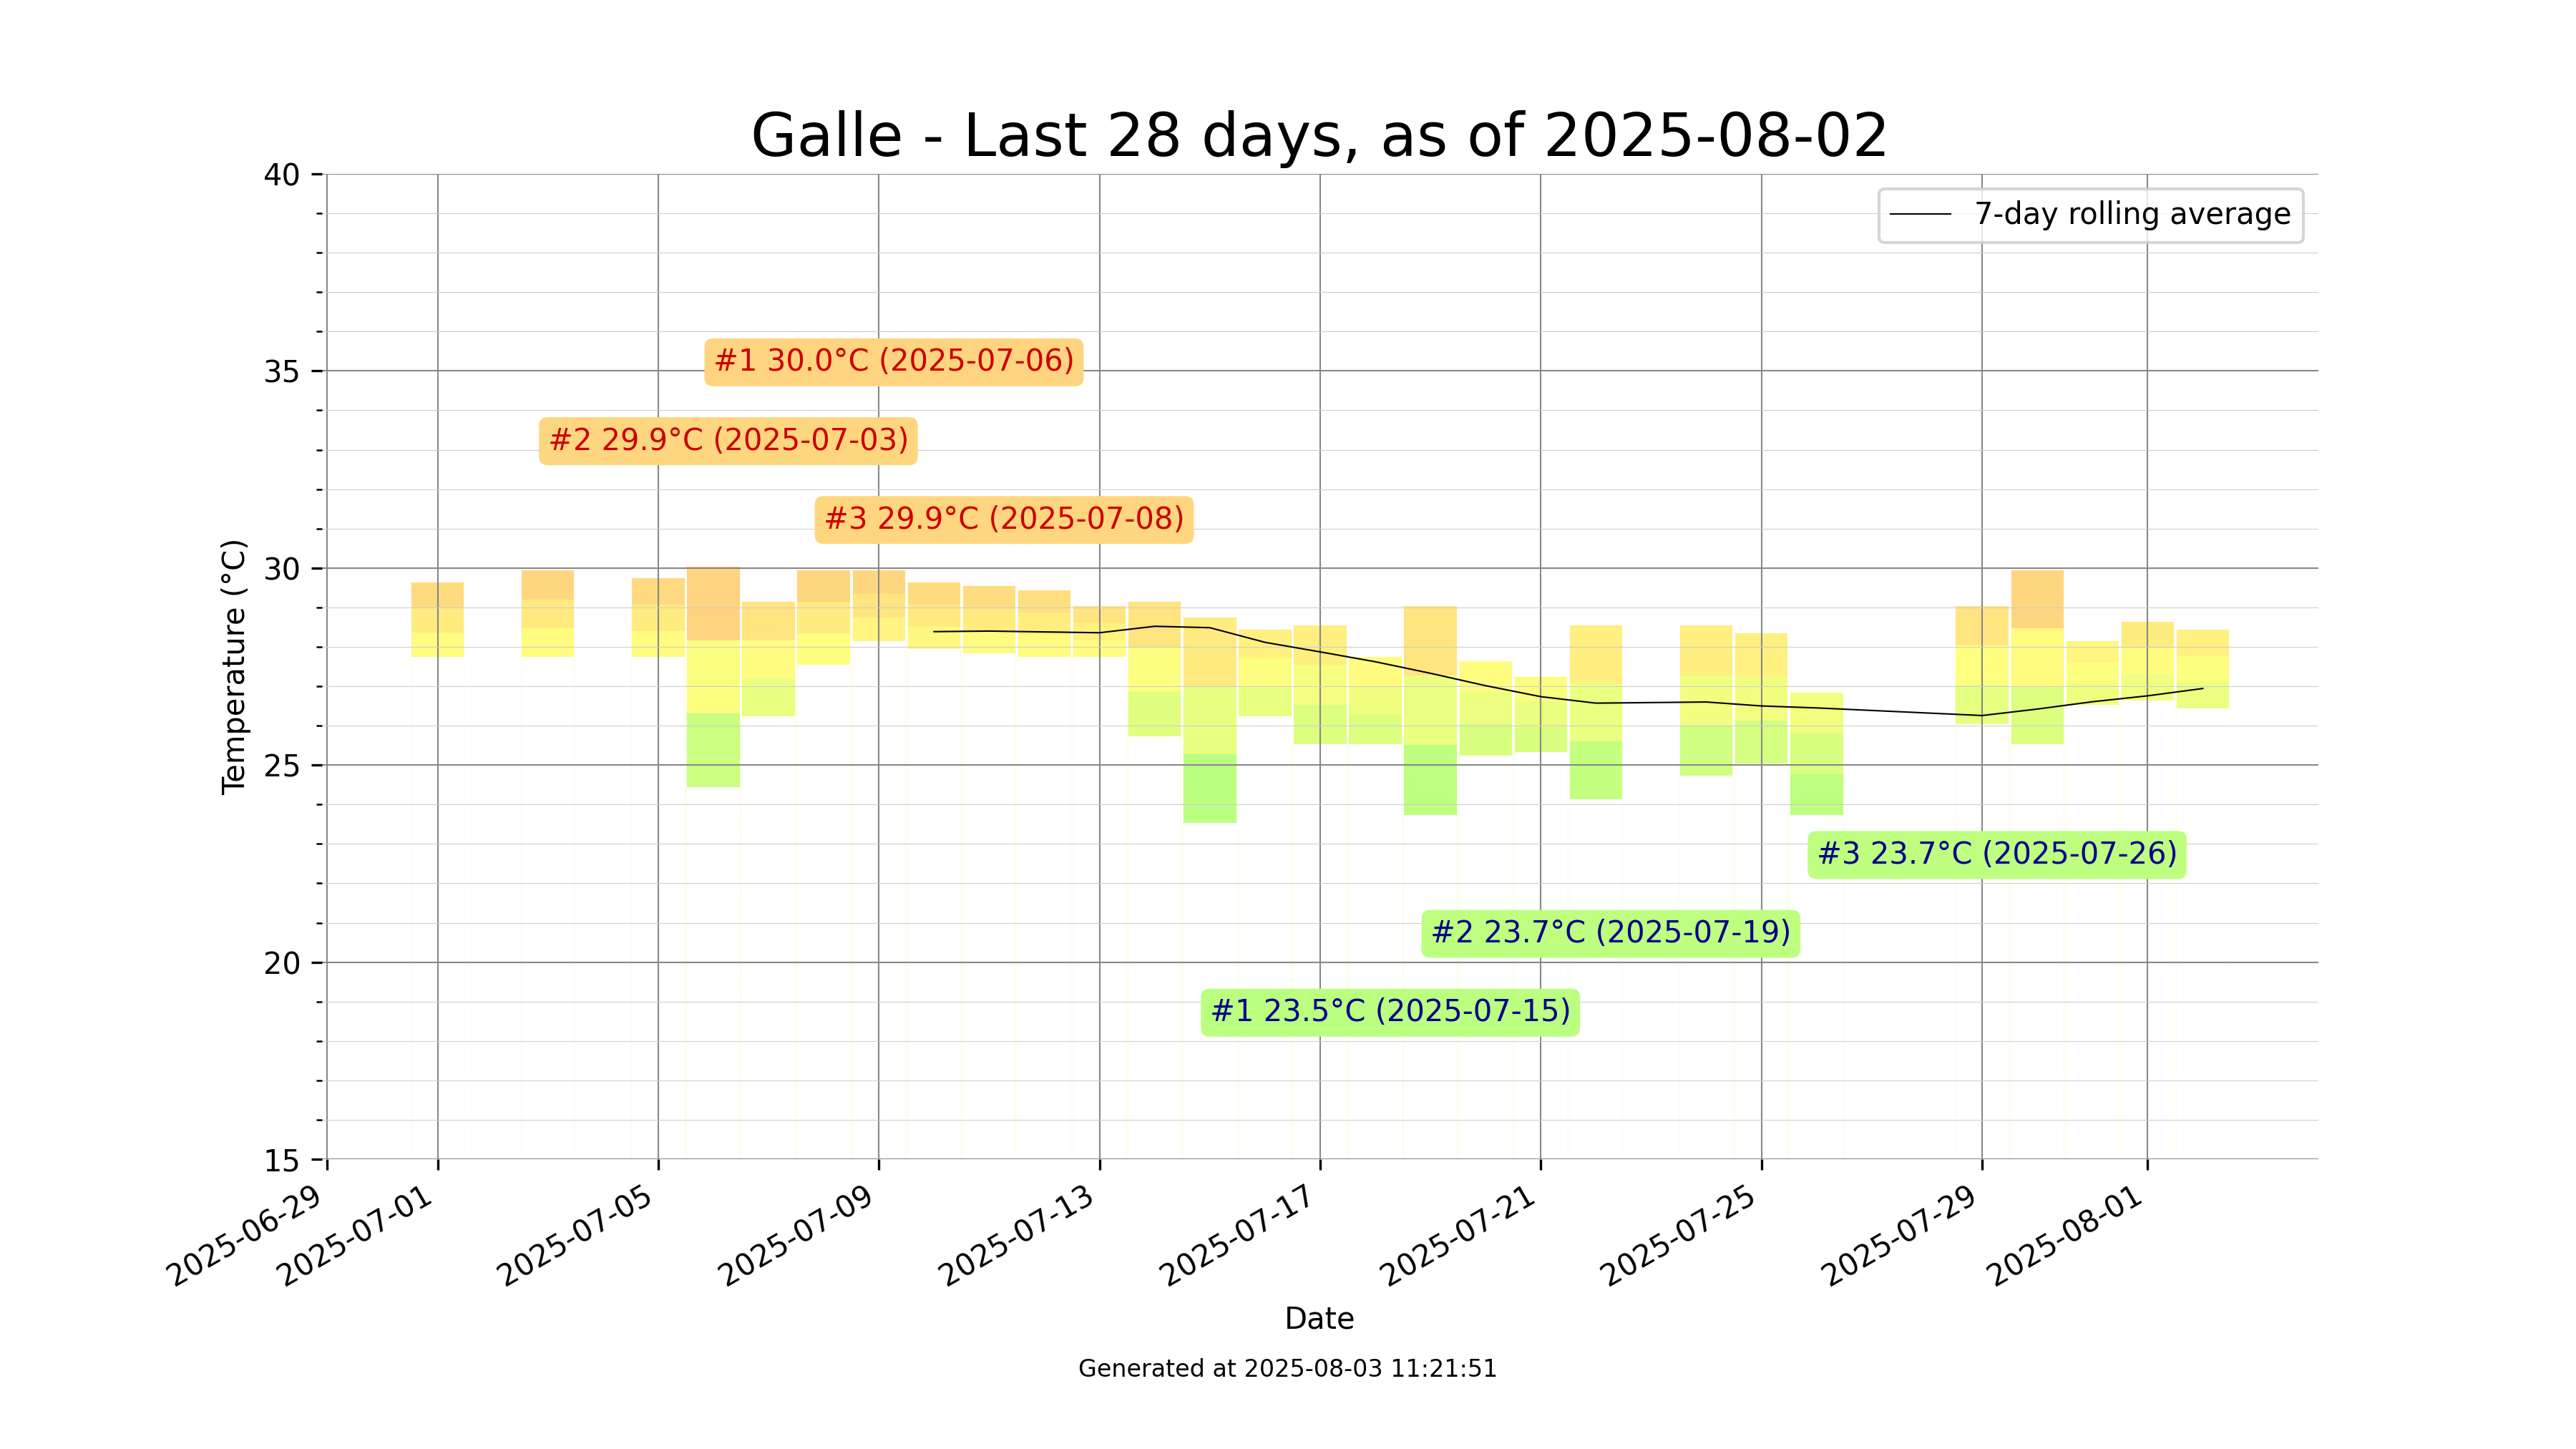 Galle - Last 28 days, as of 2025-08-02
7-day rolling average
40
35
30
25
20
15
Temperature (°C)
#1 30.0°C (2025-07-06)
#2 29.9°C (2025-07-03)
#3 29.9°C (2025-07-08)
#3 23.7°C (2025-07-26)
#2 23.7°C (2025-07-19)
#1 23.5°C (2025-07-15)
2025-06-29
2025-07-01
2025-07-05
2025-07-09
2025-07-13
2025-07-17
2025-07-21
2025-07-25
2025-07-29
2025-08-01
Date
Generated at 2025-08-03 11:21:51